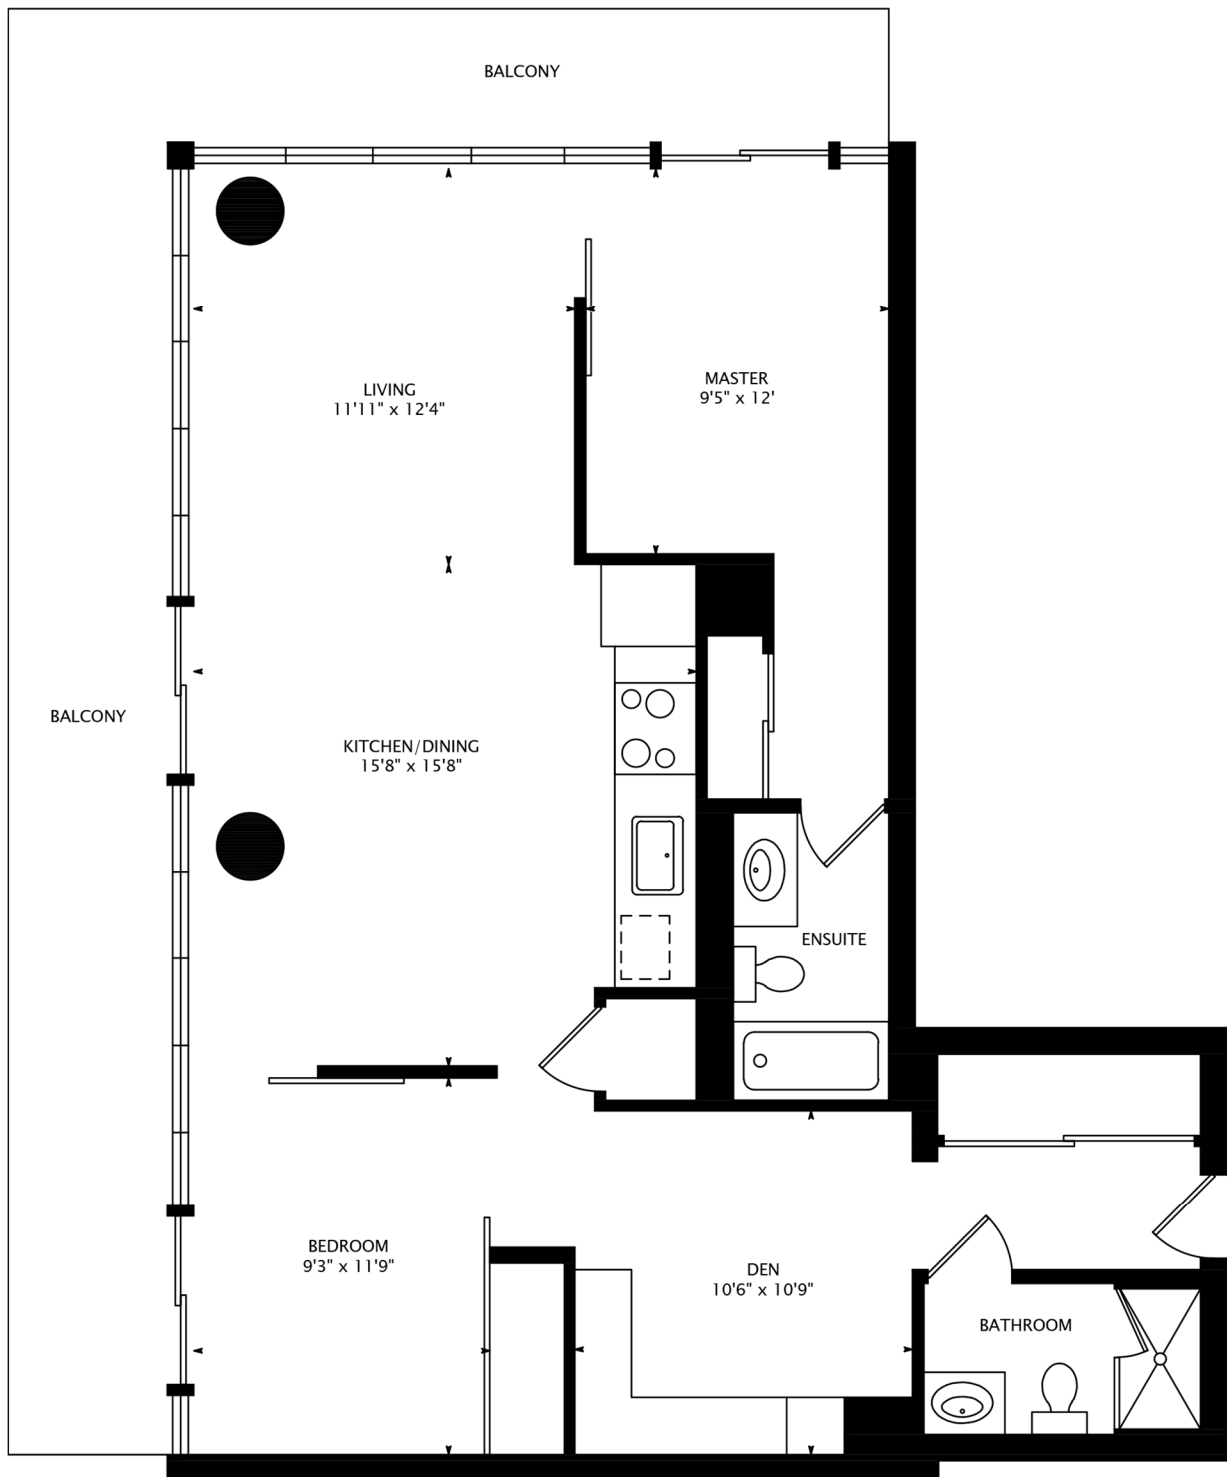 BALCONY
LIVING
11'11" x 12'4"
MASTER
9'5" x 12'
BALCONY
KITCHEN/DINING
15'8" x 15'8"
ENSUITE
BEDROOM
9'3" x 11'9"
DEN
10'6" x 10'9"
BATHROOM